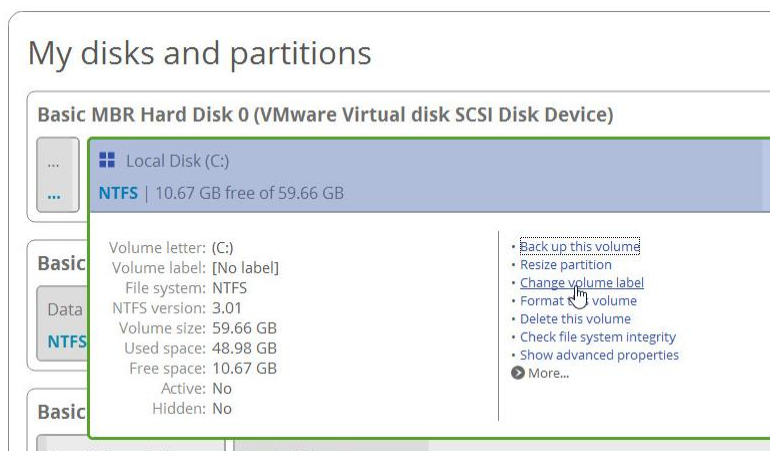 My disks and partitions
Basic MBR Hard Disk 0 (VMware Virtual disk SCSI Disk Device)
...
...
Local Disk (C:)
NTFS | 10.67 GB free of 59.66 GB
Volume letter: (C:)
Volume label: [No label]
File system: NTFS
NTFS version: 3.01
Volume size: 59.66 GB
Used space: 48.98 GB
Free space: 10.67 GB
Active: No
Hidden: No
• Back up this volume
• Resize partition
• Change volume label
• Format this volume
• Delete this volume
• Check file system integrity
• Show advanced properties
More...
Basic
Data
NTFS
Basic